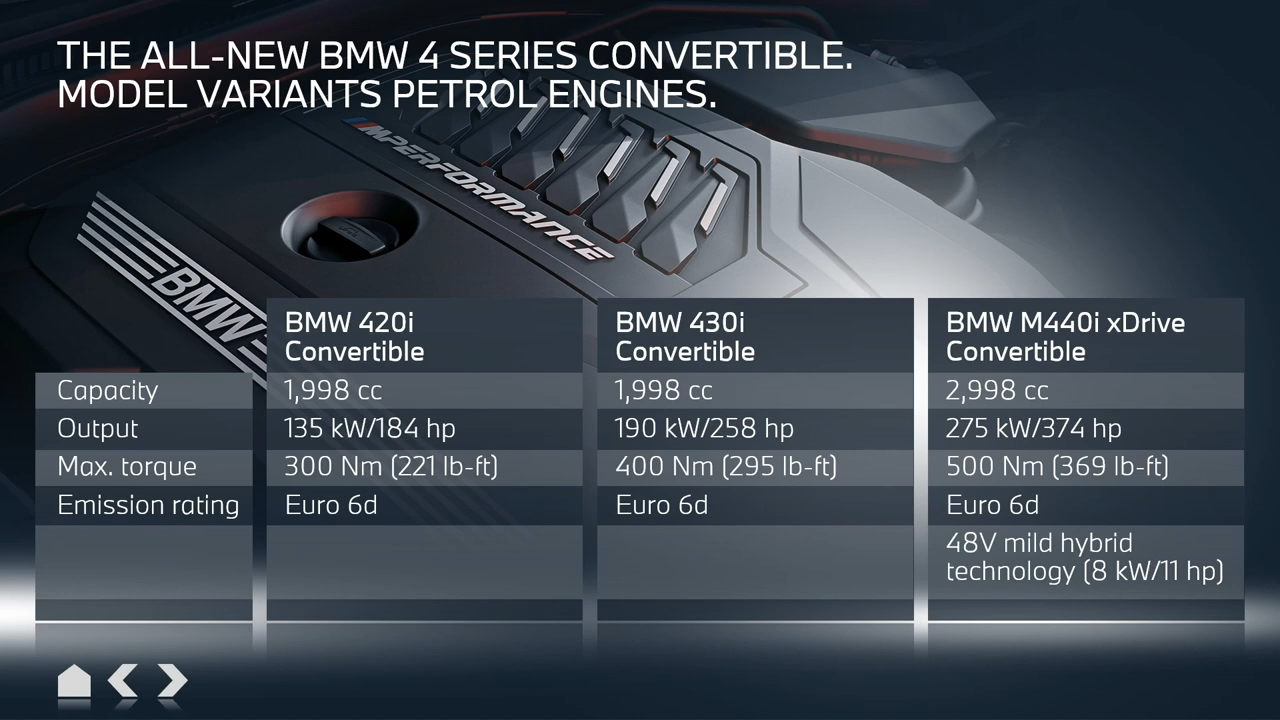 THE ALL-NEW BMW 4 SERIES CONVERTIBLE.
MODEL VARIANTS PETROL ENGINES.
M PERFORMANCE
BMW
BMW 420i Convertible | BMW 430i Convertible | BMW M440i xDrive Convertible
Capacity | 1,998 cc | 1,998 cc | 2,998 cc
Output | 135 kW/184 hp | 190 kW/258 hp | 275 kW/374 hp
Max. torque | 300 Nm (221 lb-ft) | 400 Nm (295 lb-ft) | 500 Nm (369 lb-ft)
Emission rating | Euro 6d | Euro 6d | Euro 6d
48V mild hybrid
technology (8 kW/11 hp)